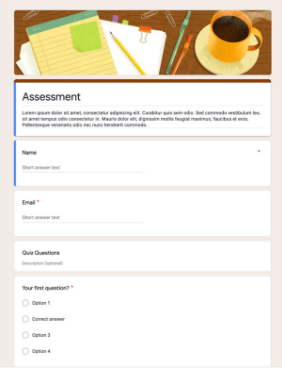 Assessment
Lorem ipsum dolor sit amet, consectetur adipiscing elit. Curabitur quis sem odio. Sed commodo vestibulum leo,
sit amet tempus odio consectetur in. Mauris dolor elit, dignissim mollis feugiat maximus, faucibus et eros.
Pellentesque venenatis odio nec nunc hendrerit commodo.
Name *
Short answer text
Email *
Short answer text
Quiz Questions
Description (optional)
Your first question? *
Option 1
Correct answer
Option 3
Option 4